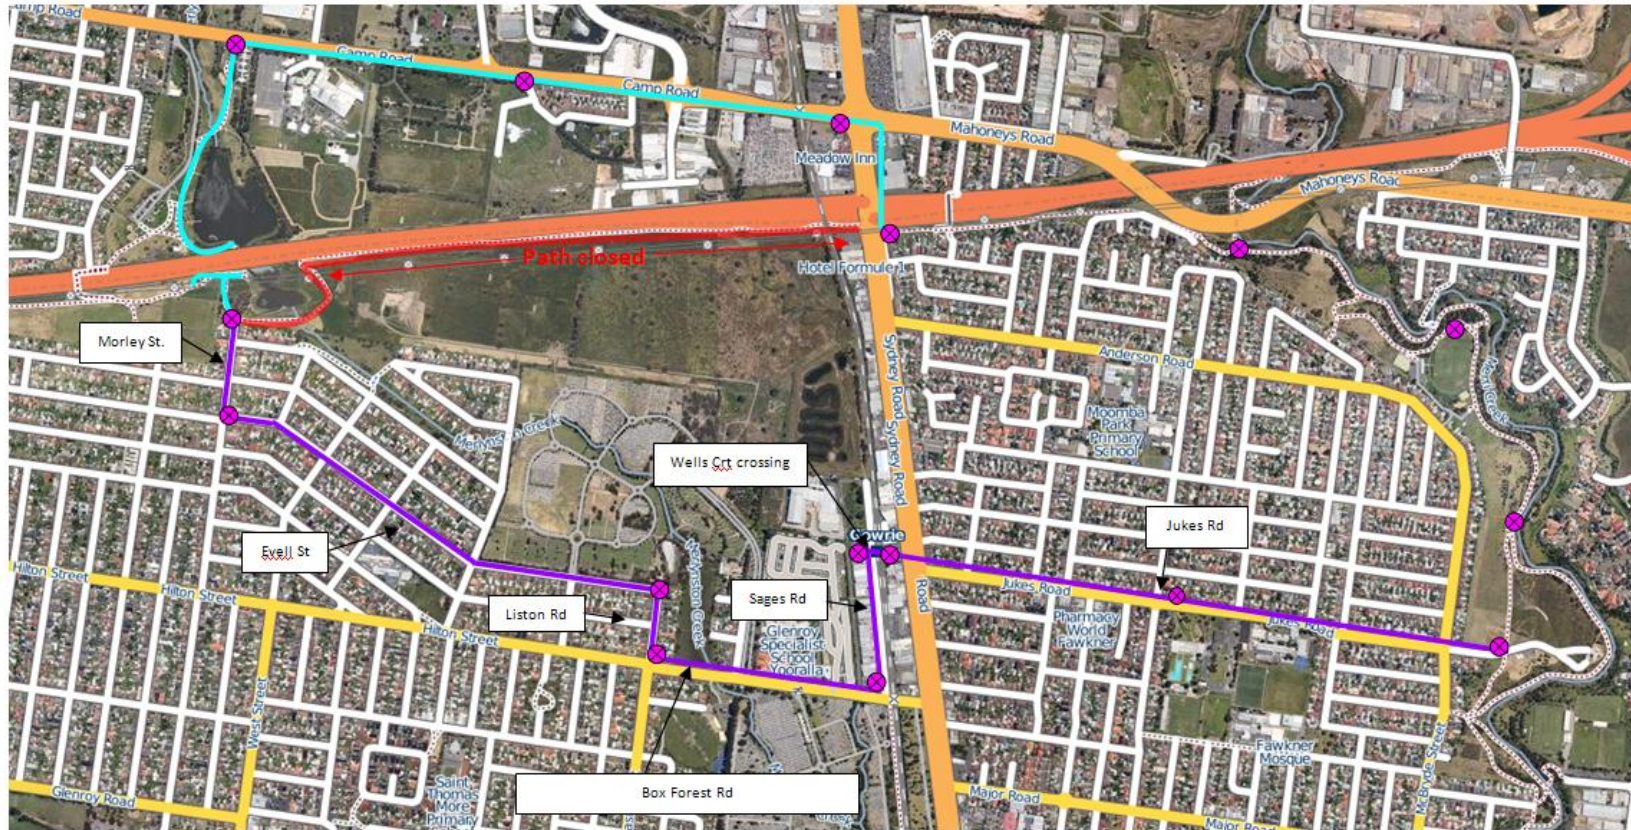 Camp Road
Camp Road
Camp Road
Mahoneys Road
Meadow Inn
Mahoneys Road
Path closed
Hotel Formule 1
Morley St.
Sydney Road
Sydney Road
Anderson Road
Merri Creek
Moomba
Park
Primary
School
Merlynston Creek
Wells Crt crossing
Gowrie
Jukes Rd
Evell St
Merlynston Creek
Hilton Street
Hilton Street
Hilton Street
Liston Rd
Sages Rd
Road
Jukes Road
Jukes Road
Pharmacy
World
Fawkner
Glenroy
Specialist
School
Yooralla
West Street
Box Forest Rd
Fawkner
Mosque
McBryde Street
Saint
Thomas
More
Primary
Glenroy Road
Major Road
Major Road